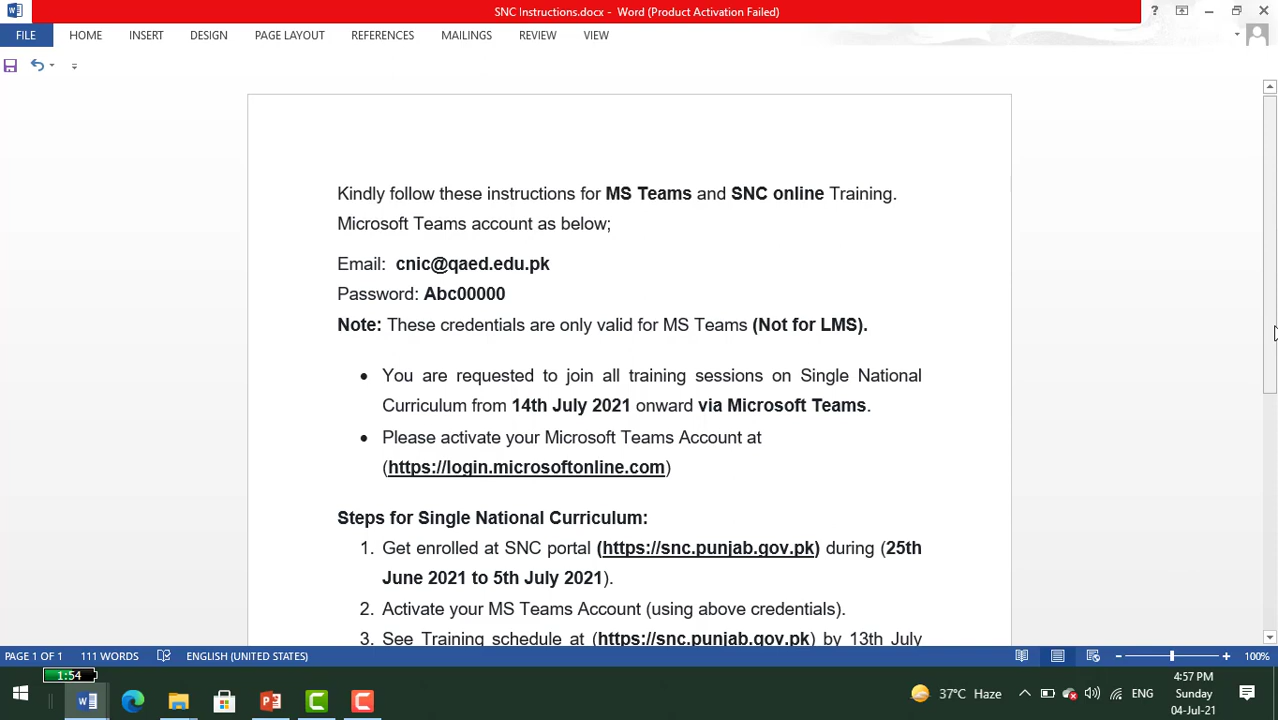 SNC Instructions.docx - Word (Product Activation Failed)
?
FILE HOME INSERT DESIGN PAGE LAYOUT REFERENCES MAILINGS REVIEW VIEW
Kindly follow these instructions for MS Teams and SNC online Training.
Microsoft Teams account as below;
Email: cnic@qaed.edu.pk
Password: Abc00000
Note: These credentials are only valid for MS Teams (Not for LMS).
• You are requested to join all training sessions on Single National
Curriculum from 14th July 2021 onward via Microsoft Teams.
• Please activate your Microsoft Teams Account at
(https://login.microsoftonline.com)
Steps for Single National Curriculum:
1. Get enrolled at SNC portal (https://snc.punjab.gov.pk) during (25th
June 2021 to 5th July 2021).
2. Activate your MS Teams Account (using above credentials).
3. See Training schedule at (https://snc.punjab.gov.pk) by 13th July
PAGE 1 OF 1 111 WORDS ENGLISH (UNITED STATES) 100%
1:54
37°C Haze ENG
4:57 PM
Sunday
04-Jul-21